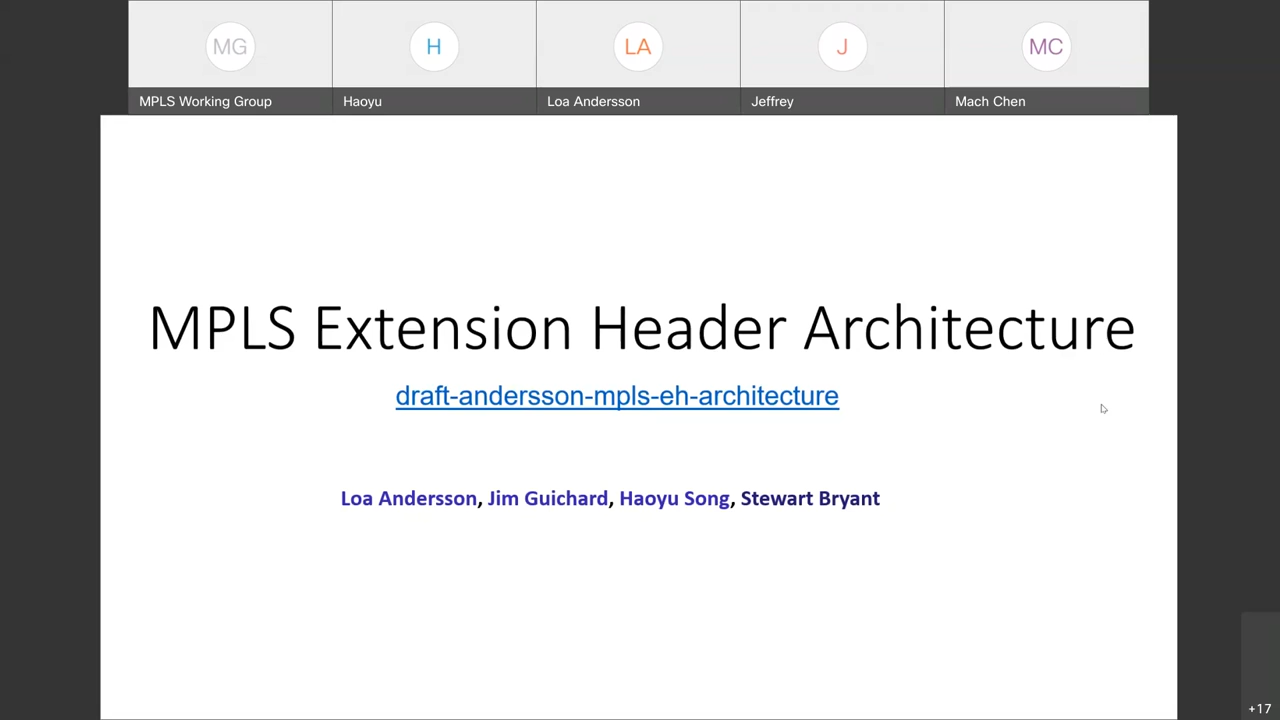 MG H LA J MC
MPLS Working Group Haoyu Loa Andersson Jeffrey Mach Chen
MPLS Extension Header Architecture
draft-andersson-mpls-eh-architecture
Loa Andersson, Jim Guichard, Haoyu Song, Stewart Bryant
+17